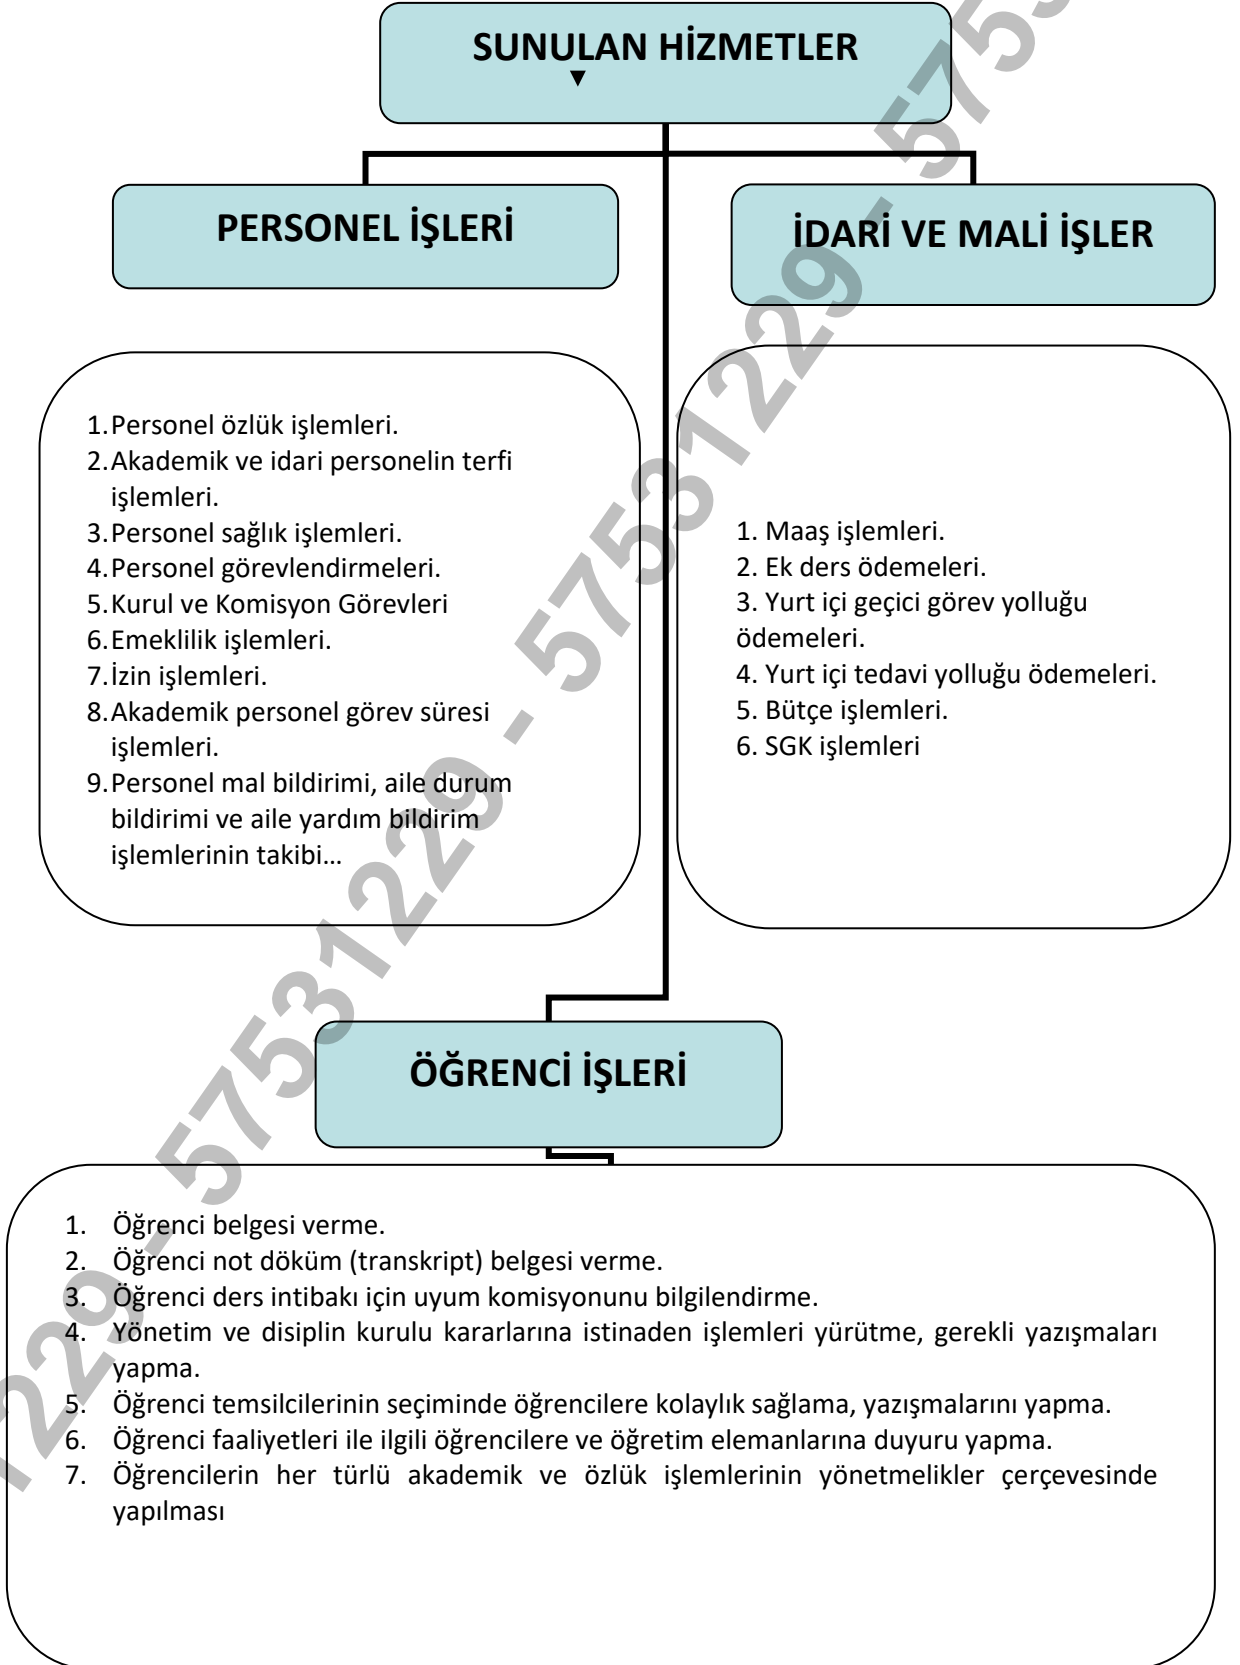 SUNULAN HİZMETLER
PERSONEL İŞLERİ
İDARİ VE MALİ İŞLER
1.Personel özlük işlemleri.
2.Akademik ve idari personelin terfi
işlemleri.
3.Personel sağlık işlemleri.
4.Personel görevlendirmeleri.
5.Kurul ve Komisyon Görevleri
6.Emeklilik işlemleri.
7.İzin işlemleri.
8.Akademik personel görev süresi
işlemleri.
9.Personel mal bildirimi, aile durum
bildirimi ve aile yardım bildirim
işlemlerinin takibi…
1. Maaş işlemleri.
2. Ek ders ödemeleri.
3. Yurt içi geçici görev yolluğu
ödemeleri.
4. Yurt içi tedavi yolluğu ödemeleri.
5. Bütçe işlemleri.
6. SGK işlemleri
ÖĞRENCİ İŞLERİ
1. Öğrenci belgesi verme.
2. Öğrenci not döküm (transkript) belgesi verme.
3. Öğrenci ders intibakı için uyum komisyonunu bilgilendirme.
4. Yönetim ve disiplin kurulu kararlarına istinaden işlemleri yürütme, gerekli yazışmaları
yapma.
5. Öğrenci temsilcilerinin seçiminde öğrencilere kolaylık sağlama, yazışmalarını yapma.
6. Öğrenci faaliyetleri ile ilgili öğrencilere ve öğretim elemanlarına duyuru yapma.
7. Öğrencilerin her türlü akademik ve özlük işlemlerinin yönetmelikler çerçevesinde
yapılması
1229 - 57531229 - 57531229 - 5753